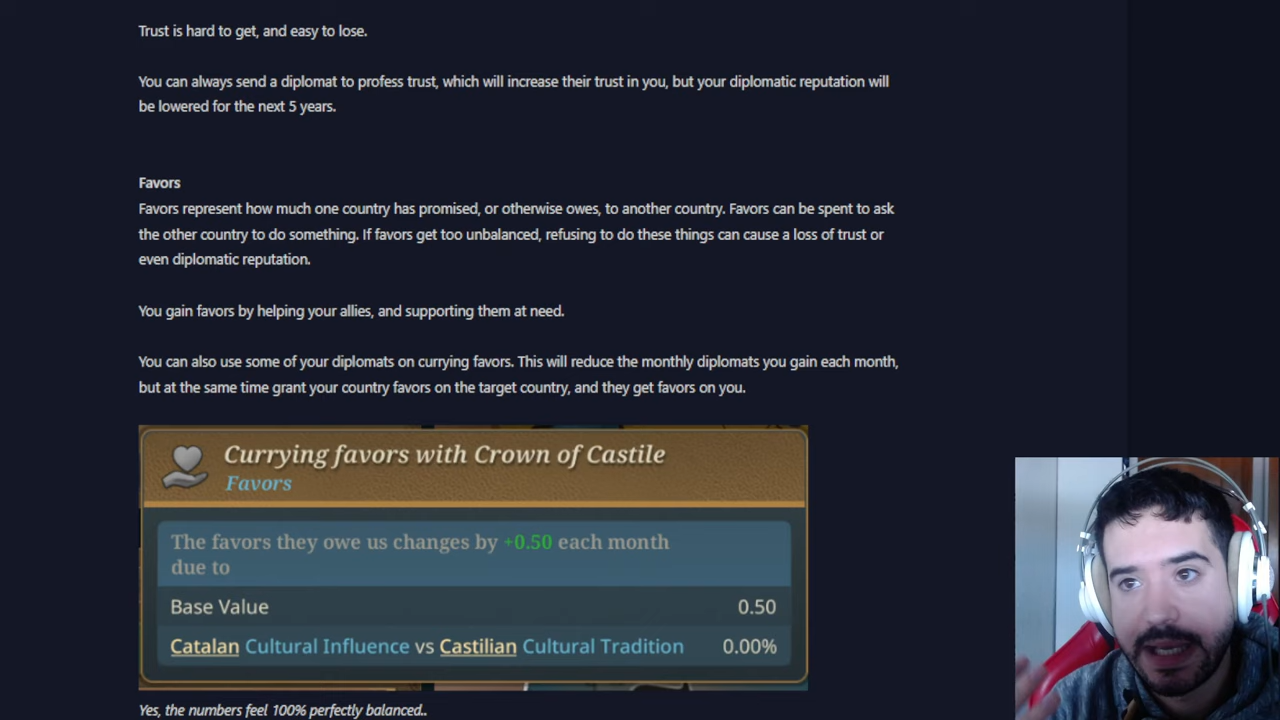 Trust is hard to get, and easy to lose.
You can always send a diplomat to profess trust, which will increase their trust in you, but your diplomatic reputation will
be lowered for the next 5 years.
Favors
Favors represent how much one country has promised, or otherwise owes, to another country. Favors can be spent to ask
the other country to do something. If favors get too unbalanced, refusing to do these things can cause a loss of trust or
even diplomatic reputation.
You gain favors by helping your allies, and supporting them at need.
You can also use some of your diplomats on currying favors. This will reduce the monthly diplomats you gain each month,
but at the same time grant your country favors on the target country, and they get favors on you.
Currying favors with Crown of Castile
Favors
The favors they owe us changes by +0.50 each month
due to
Base Value 0.50
Catalan Cultural Influence vs Castilian Cultural Tradition 0.00%
Yes, the numbers feel 100% perfectly balanced..